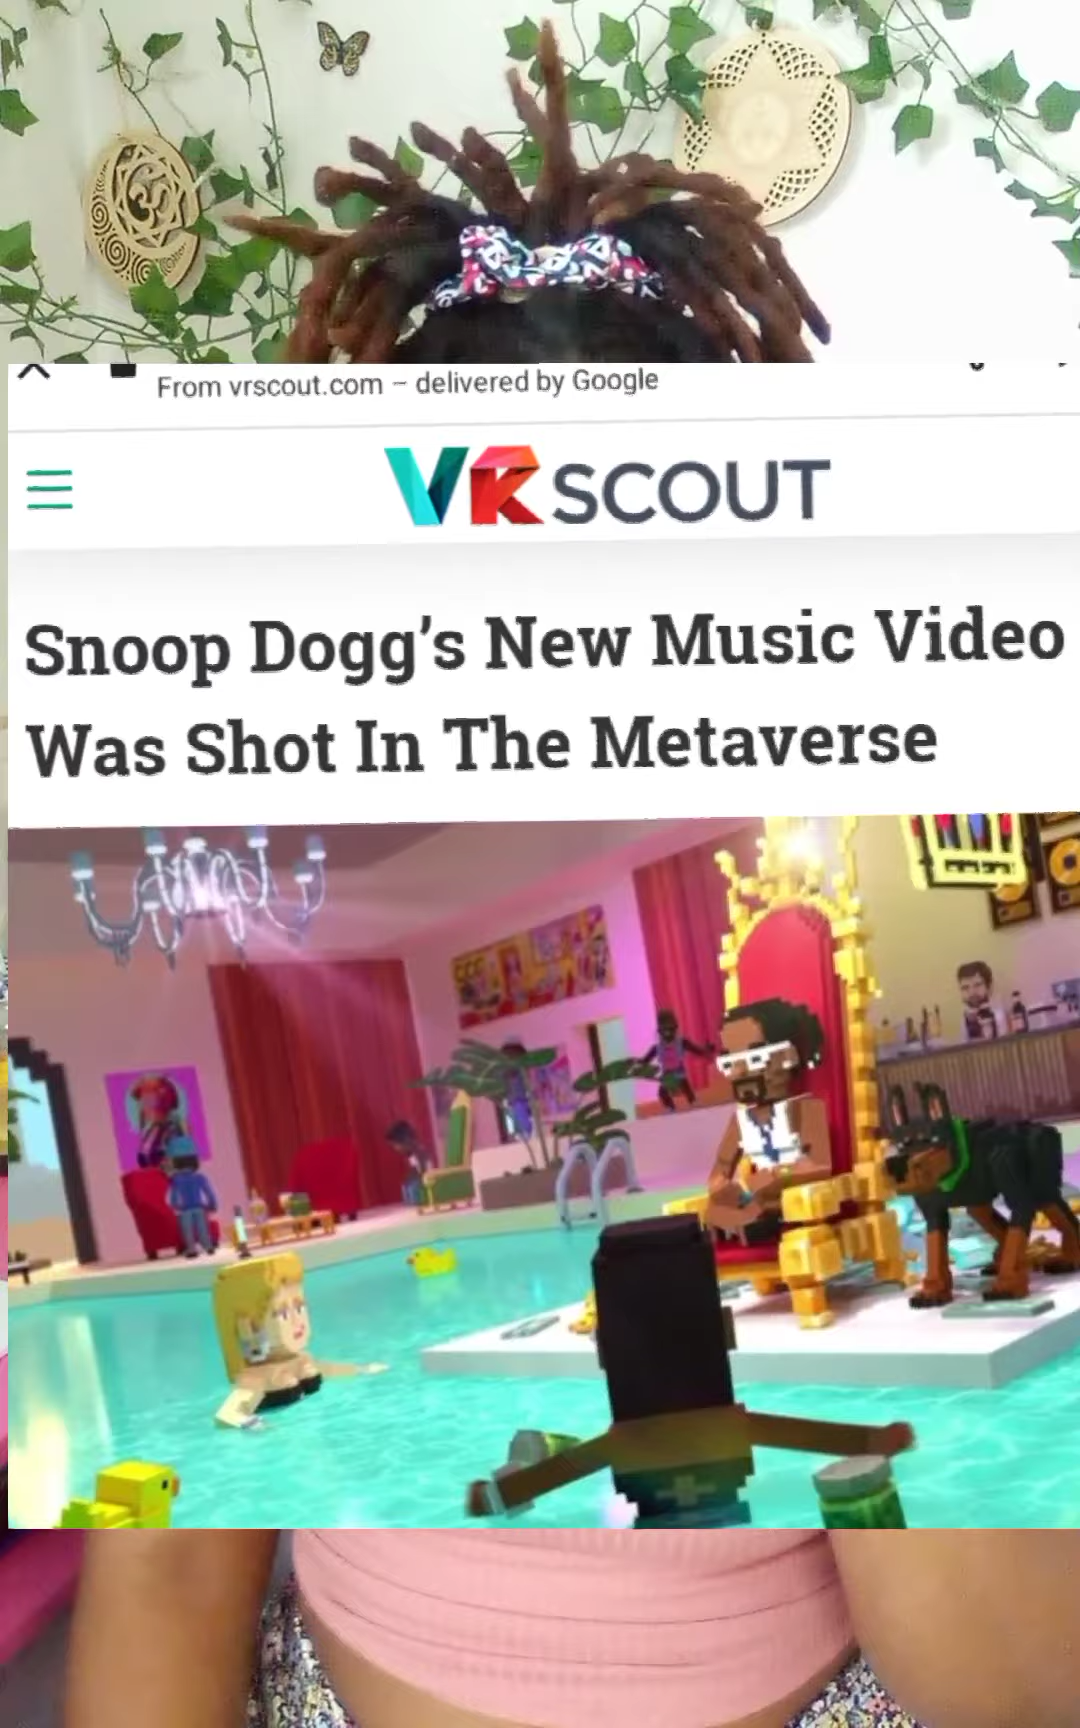 From vrscout.com – delivered by Google
VRSCOUT
Snoop Dogg's New Music Video
Was Shot In The Metaverse